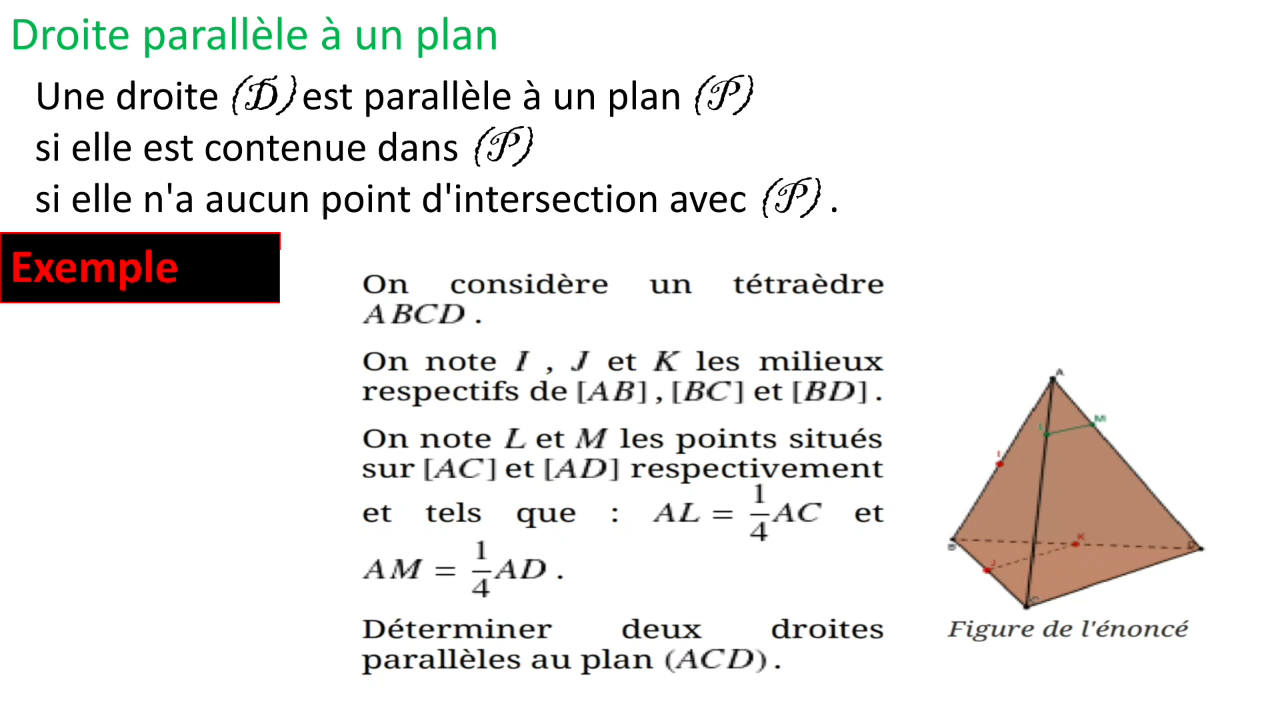 Droite parallèle à un plan
Une droite (𝒟) est parallèle à un plan (𝒫)
si elle est contenue dans (𝒫)
si elle n'a aucun point d'intersection avec (𝒫) .
Exemple
On considère un tétraèdre
ABCD .
On note I , J et K les milieux
respectifs de [AB] , [BC] et [BD] .
On note L et M les points situés
sur [AC] et [AD] respectivement
et tels que : AL = 1/4 AC et
AM = 1/4 AD .
Déterminer deux droites
parallèles au plan (ACD) .
A
M
L
I
K
B
D
J
C
Figure de l'énoncé